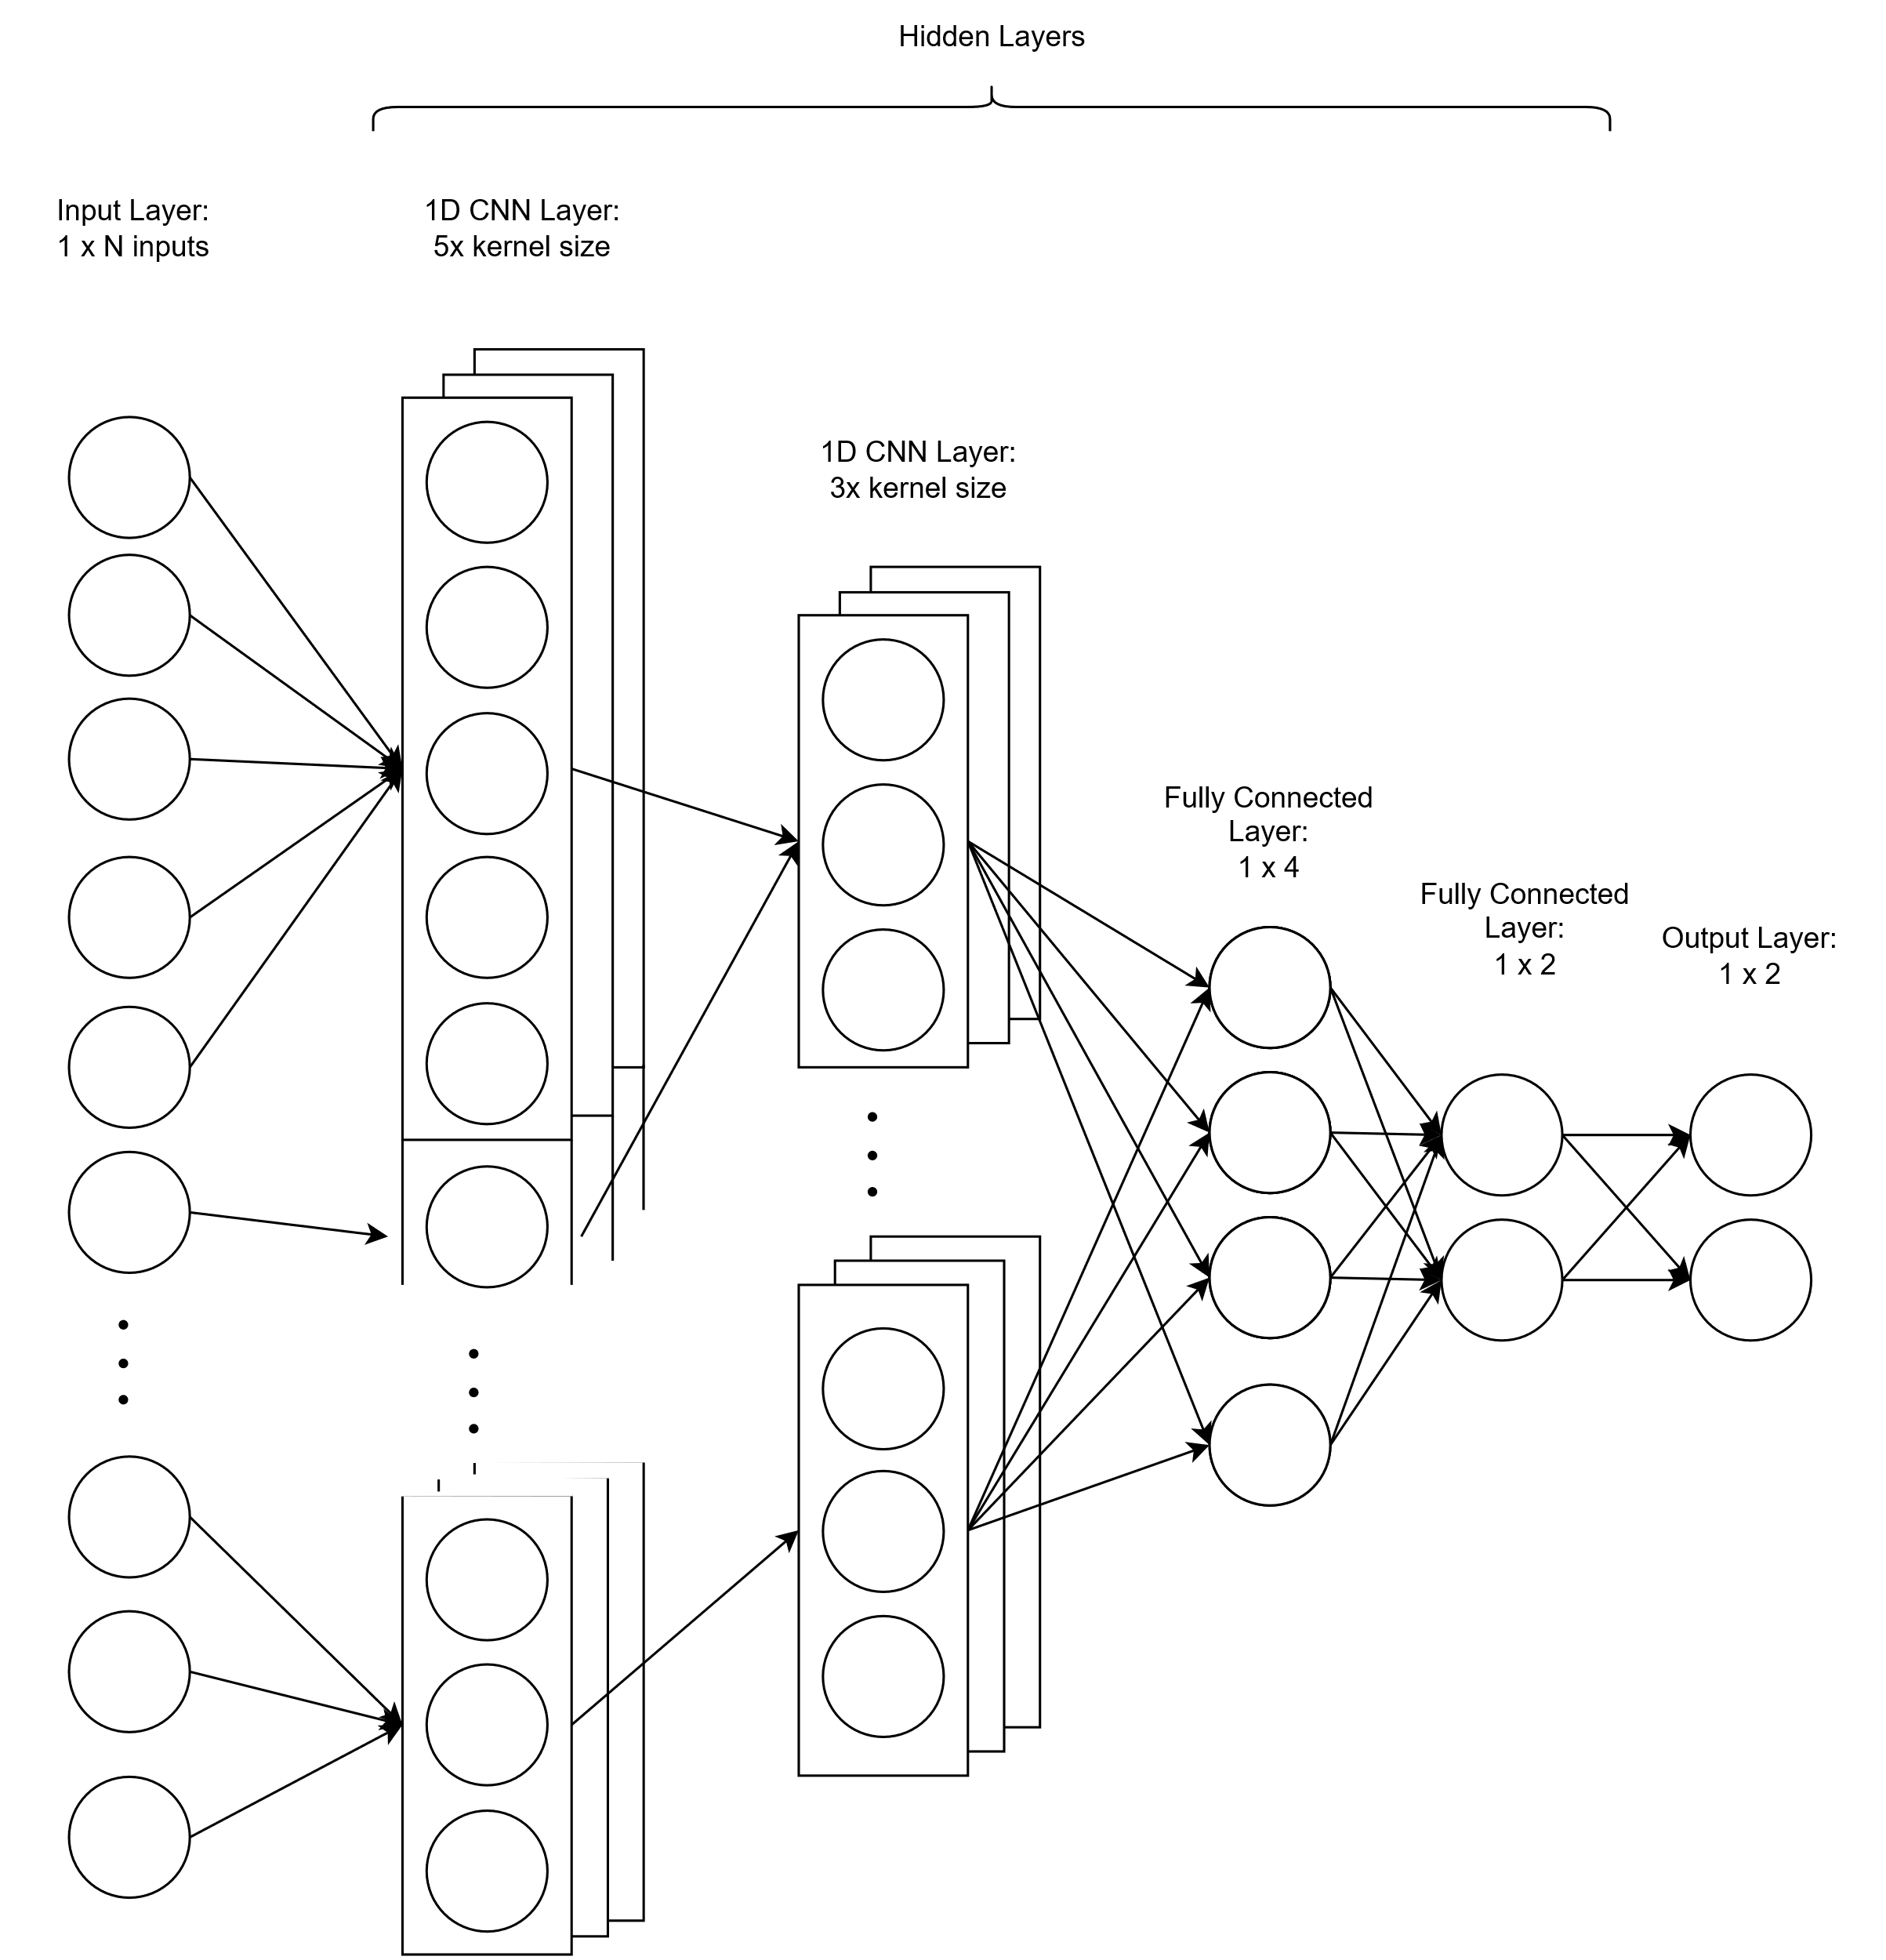 Hidden Layers
Input Layer:
1 x N inputs
1D CNN Layer:
5x kernel size
1D CNN Layer:
3x kernel size
Fully Connected
Layer:
1 x 4
Fully Connected
Layer:
1 x 2
Output Layer:
1 x 2